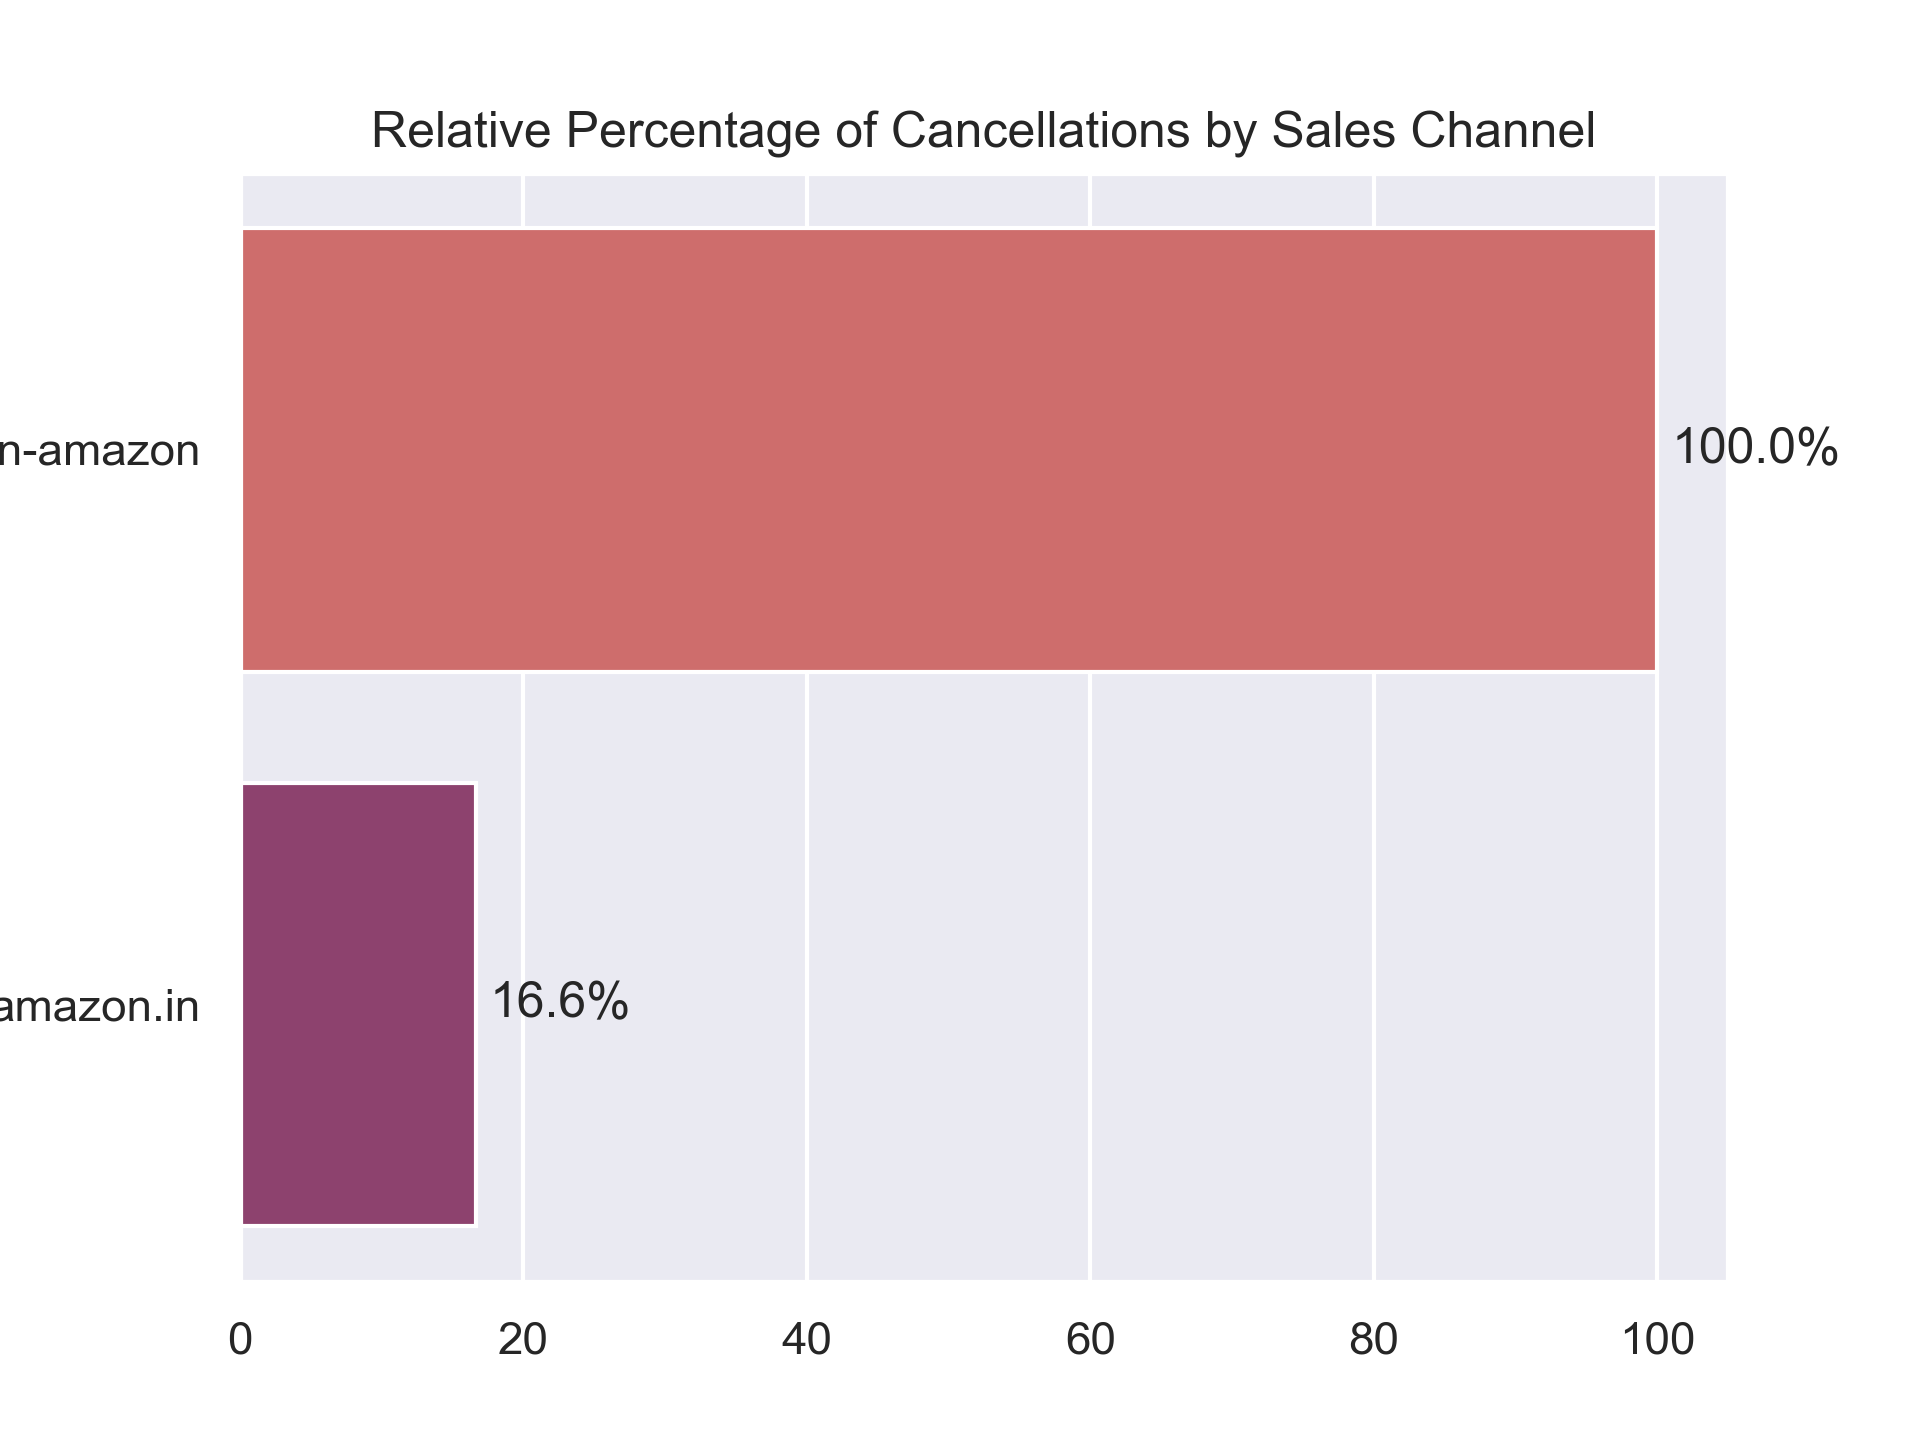 Relative Percentage of Cancellations by Sales Channel
n-amazon
100.0%
amazon.in
16.6%
0 20 40 60 80 100